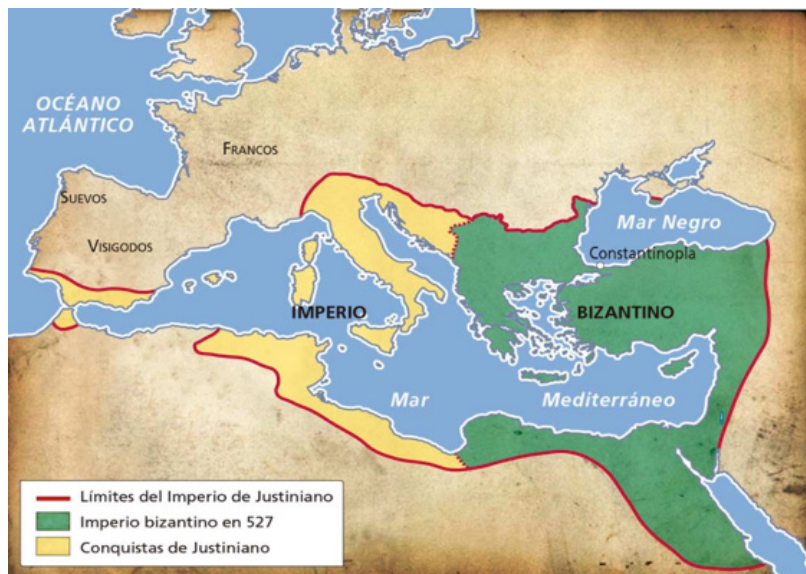 OCÉANO
ATLÁNTICO
FRANCOS
SUEVOS
VISIGODOS
Mar Negro
Constantinopla
IMPERIO
BIZANTINO
Mar
Mediterráneo
Límites del Imperio de Justiniano
Imperio bizantino en 527
Conquistas de Justiniano